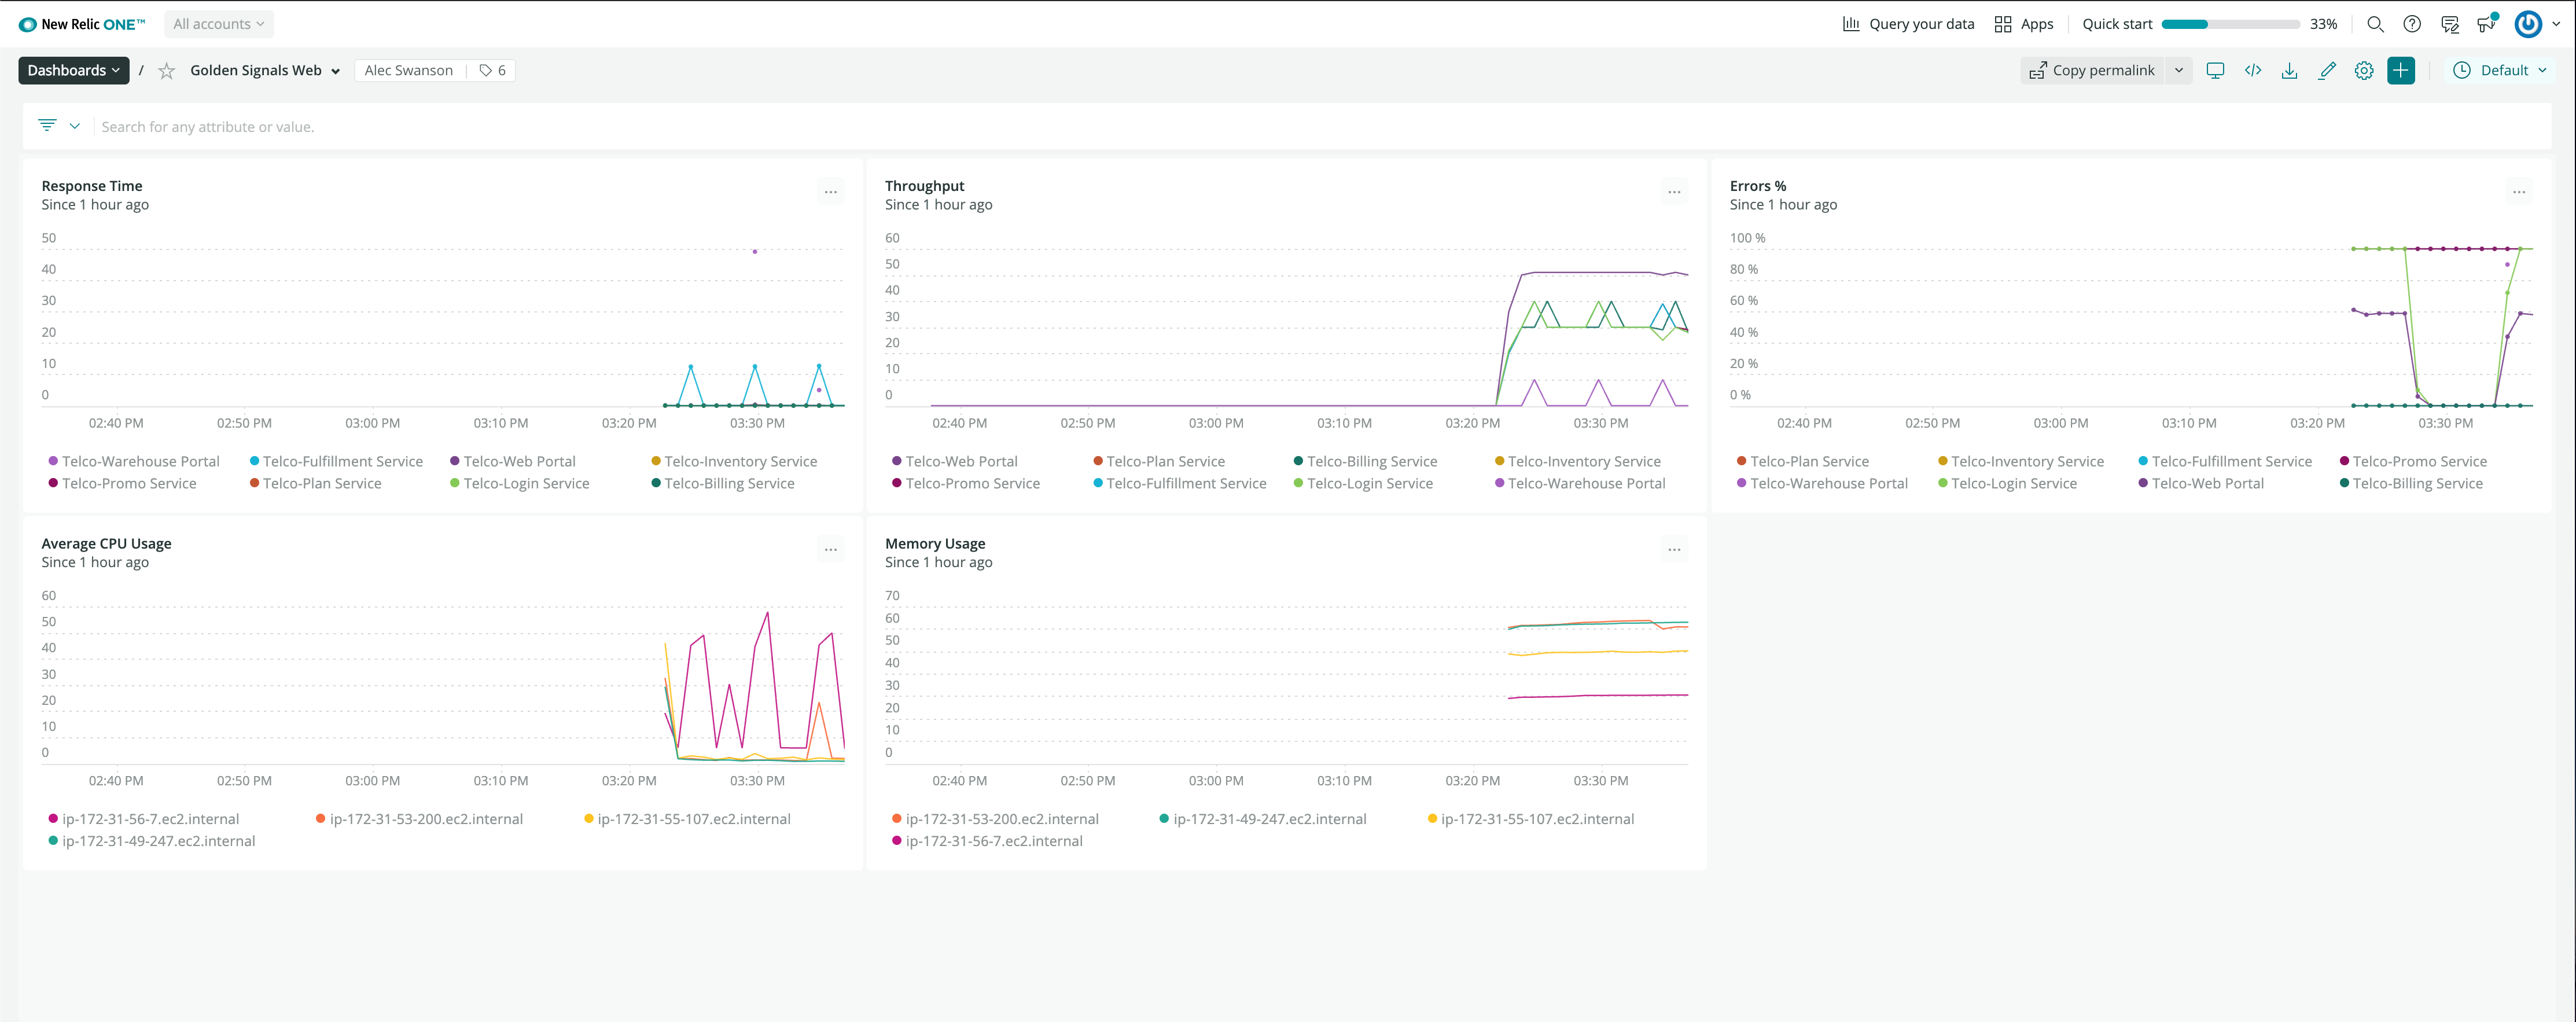 New Relic ONE™ All accounts Query your data Apps Quick start 33%
Dashboards / Golden Signals Web Alec Swanson 6 Copy permalink Default
Search for any attribute or value.
Response Time
Since 1 hour ago
50
40
30
20
10
0
02:40 PM 02:50 PM 03:00 PM 03:10 PM 03:20 PM 03:30 PM
Telco-Warehouse Portal Telco-Fulfillment Service Telco-Web Portal Telco-Inventory Service
Telco-Promo Service Telco-Plan Service Telco-Login Service Telco-Billing Service
Throughput
Since 1 hour ago
60
50
40
30
20
10
0
02:40 PM 02:50 PM 03:00 PM 03:10 PM 03:20 PM 03:30 PM
Telco-Web Portal Telco-Plan Service Telco-Billing Service Telco-Inventory Service
Telco-Promo Service Telco-Fulfillment Service Telco-Login Service Telco-Warehouse Portal
Errors %
Since 1 hour ago
100 %
80 %
60 %
40 %
20 %
0 %
02:40 PM 02:50 PM 03:00 PM 03:10 PM 03:20 PM 03:30 PM
Telco-Plan Service Telco-Inventory Service Telco-Fulfillment Service Telco-Promo Service
Telco-Warehouse Portal Telco-Login Service Telco-Web Portal Telco-Billing Service
Average CPU Usage
Since 1 hour ago
60
50
40
30
20
10
0
02:40 PM 02:50 PM 03:00 PM 03:10 PM 03:20 PM 03:30 PM
ip-172-31-56-7.ec2.internal ip-172-31-53-200.ec2.internal ip-172-31-55-107.ec2.internal
ip-172-31-49-247.ec2.internal
Memory Usage
Since 1 hour ago
70
60
50
40
30
20
10
0
02:40 PM 02:50 PM 03:00 PM 03:10 PM 03:20 PM 03:30 PM
ip-172-31-53-200.ec2.internal ip-172-31-49-247.ec2.internal ip-172-31-55-107.ec2.internal
ip-172-31-56-7.ec2.internal